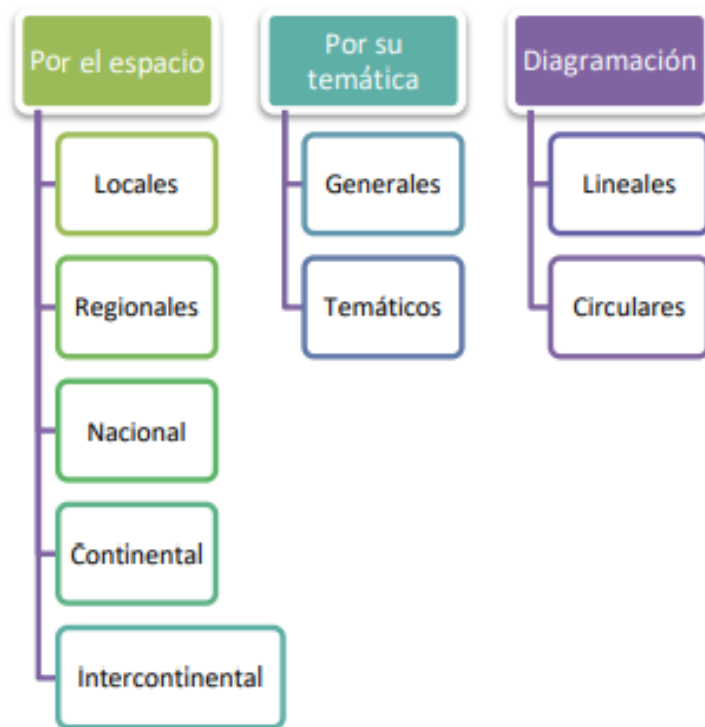 Por el espacio
Locales
Regionales
Nacional
Continental
Intercontinental
Por su
temática
Generales
Temáticos
Diagramación
Lineales
Circulares